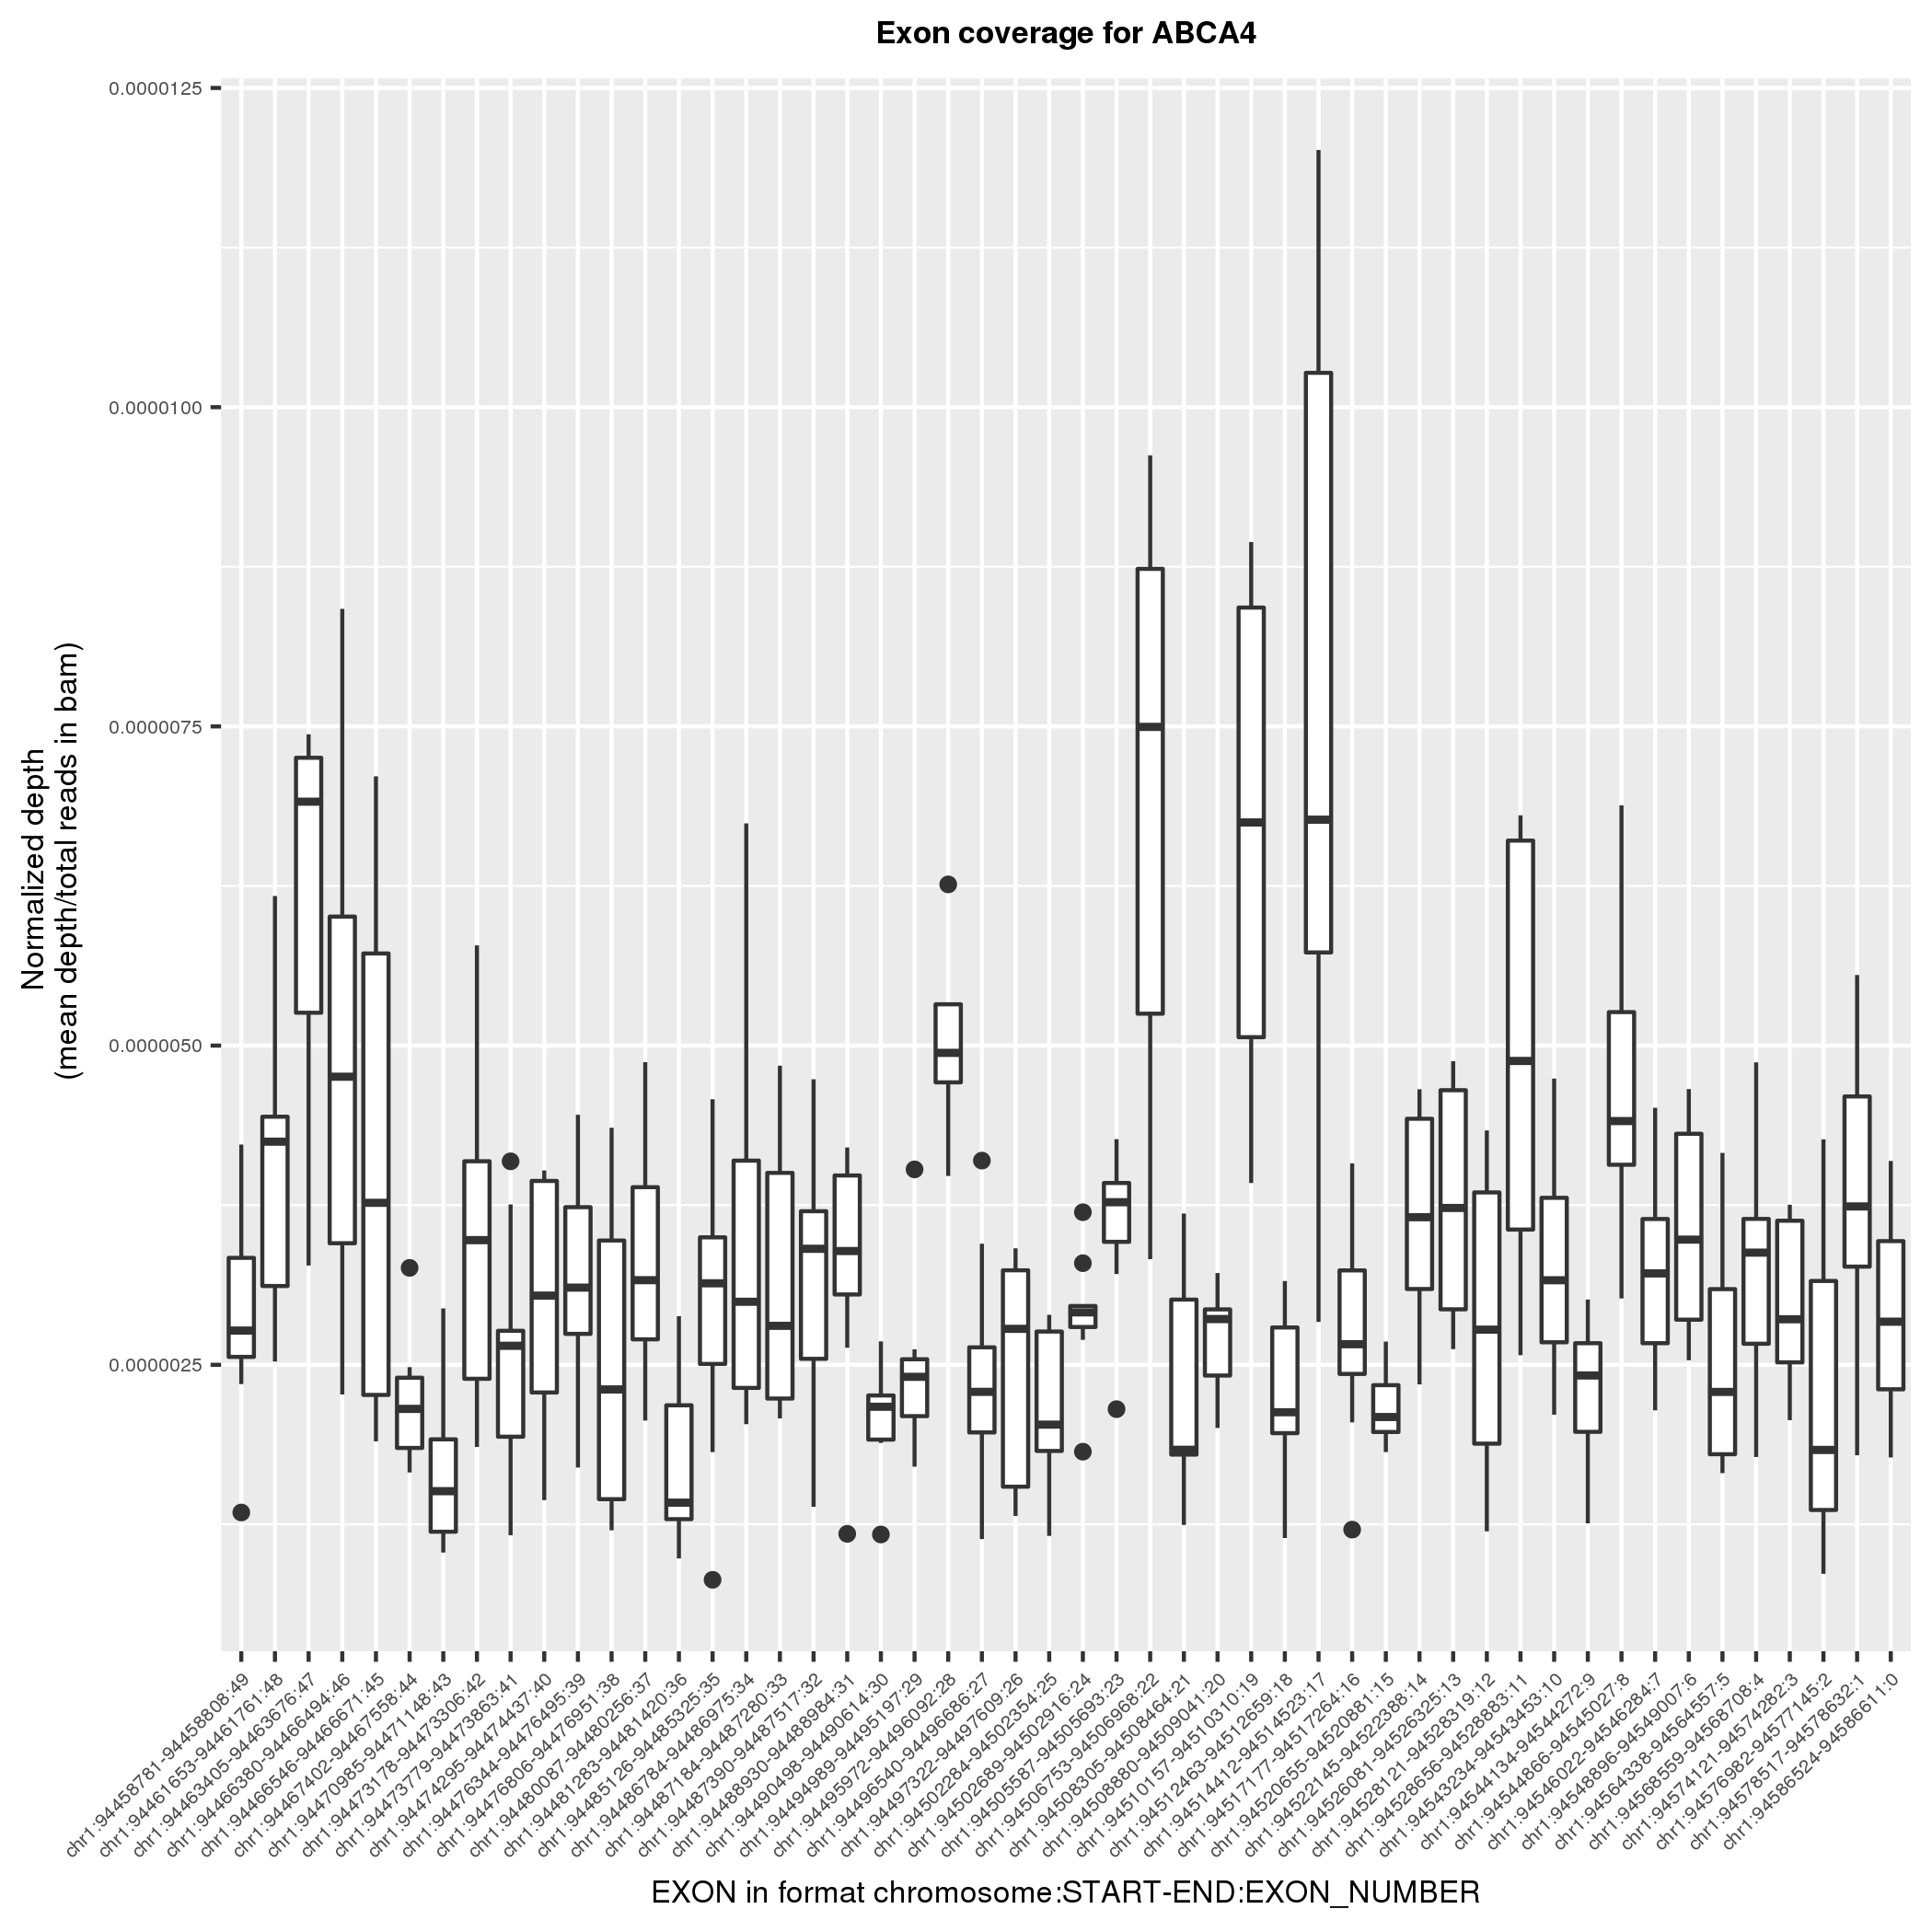 Exon coverage for ABCA4
0.0000125
0.0000100
0.0000075
0.0000050
0.0000025
Normalized depth
(mean depth/total reads in bam)
chr1:94458781-94458808:49
chr1:94461653-94461761:48
chr1:94463405-94463676:47
chr1:94466380-94466494:46
chr1:94466546-94466671:45
chr1:94467402-94467558:44
chr1:94470985-94471148:43
chr1:94473178-94473306:42
chr1:94473779-94473863:41
chr1:94474295-94474437:40
chr1:94476344-94476495:39
chr1:94476806-94476951:38
chr1:94480087-94480256:37
chr1:94481283-94481420:36
chr1:94485126-94485325:35
chr1:94486784-94486975:34
chr1:94487184-94487280:33
chr1:94487390-94487517:32
chr1:94488930-94488984:31
chr1:94490498-94490614:30
chr1:94494989-94495197:29
chr1:94495972-94496092:28
chr1:94496540-94496686:27
chr1:94497322-94497609:26
chr1:94502284-94502354:25
chr1:94502689-94502916:24
chr1:94505587-94505693:23
chr1:94506753-94506968:22
chr1:94508305-94508464:21
chr1:94508880-94509041:20
chr1:94510157-94510310:19
chr1:94512463-94512659:18
chr1:94514412-94514523:17
chr1:94517177-94517264:16
chr1:94520655-94520881:15
chr1:94522145-94522388:14
chr1:94526081-94526325:13
chr1:94528121-94528319:12
chr1:94528656-94528883:11
chr1:94543234-94543453:10
chr1:94544134-94544272:9
chr1:94544866-94545027:8
chr1:94546022-94546284:7
chr1:94548896-94549007:6
chr1:94564338-94564557:5
chr1:94568559-94568708:4
chr1:94574121-94574282:3
chr1:94576982-94577145:2
chr1:94578517-94578632:1
chr1:94586524-94586611:0
EXON in format chromosome:START-END:EXON_NUMBER